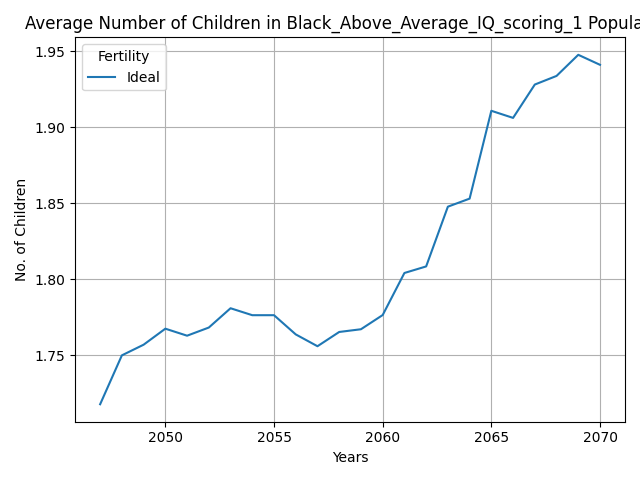 Average Number of Children in Black_Above_Average_IQ_scoring_1 Popula
1.95
1.90
1.85
1.80
1.75
No. of Children
Fertility
Ideal
2050
2055
2060
2065
2070
Years